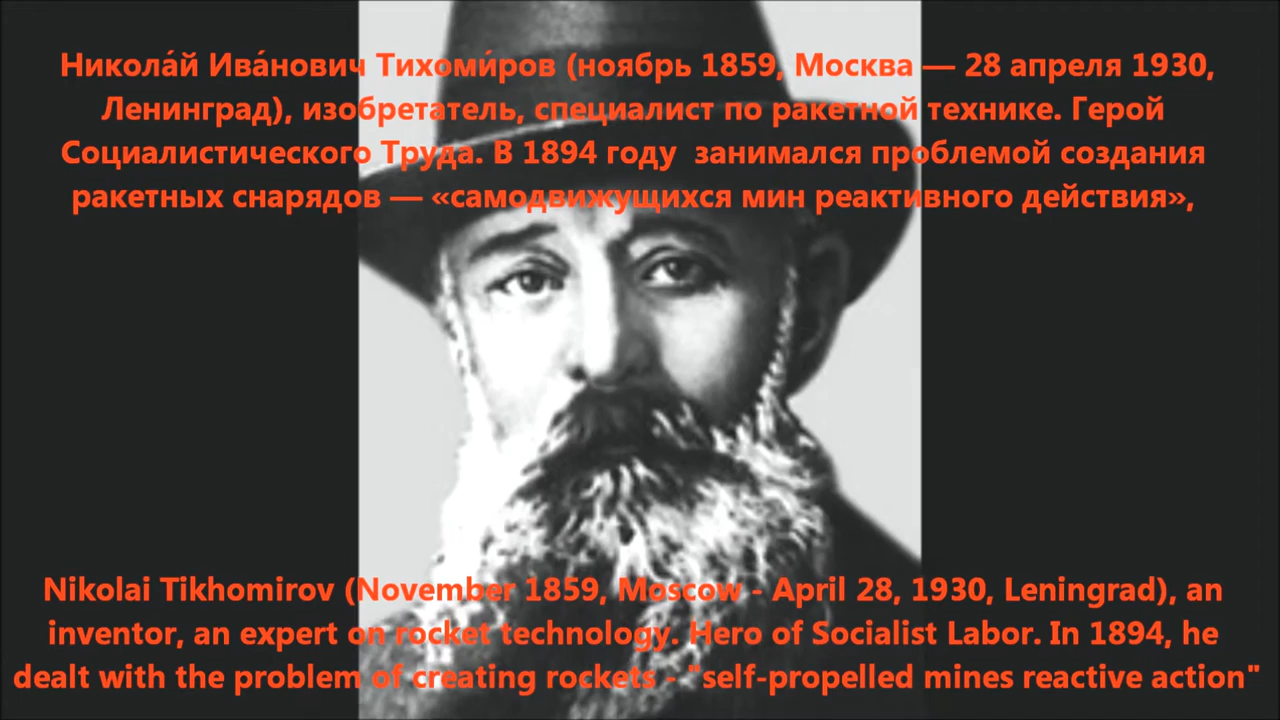 Никола́й Ива́нович Тихоми́ров (ноябрь 1859, Москва — 28 апреля 1930,
Ленинград), изобретатель, специалист по ракетной технике. Герой
Социалистического Труда. В 1894 году занимался проблемой создания
ракетных снарядов — «самодвижущихся мин реактивного действия»,
Nikolai Tikhomirov (November 1859, Moscow - April 28, 1930, Leningrad), an
inventor, an expert on rocket technology. Hero of Socialist Labor. In 1894, he
dealt with the problem of creating rockets - "self-propelled mines reactive action"